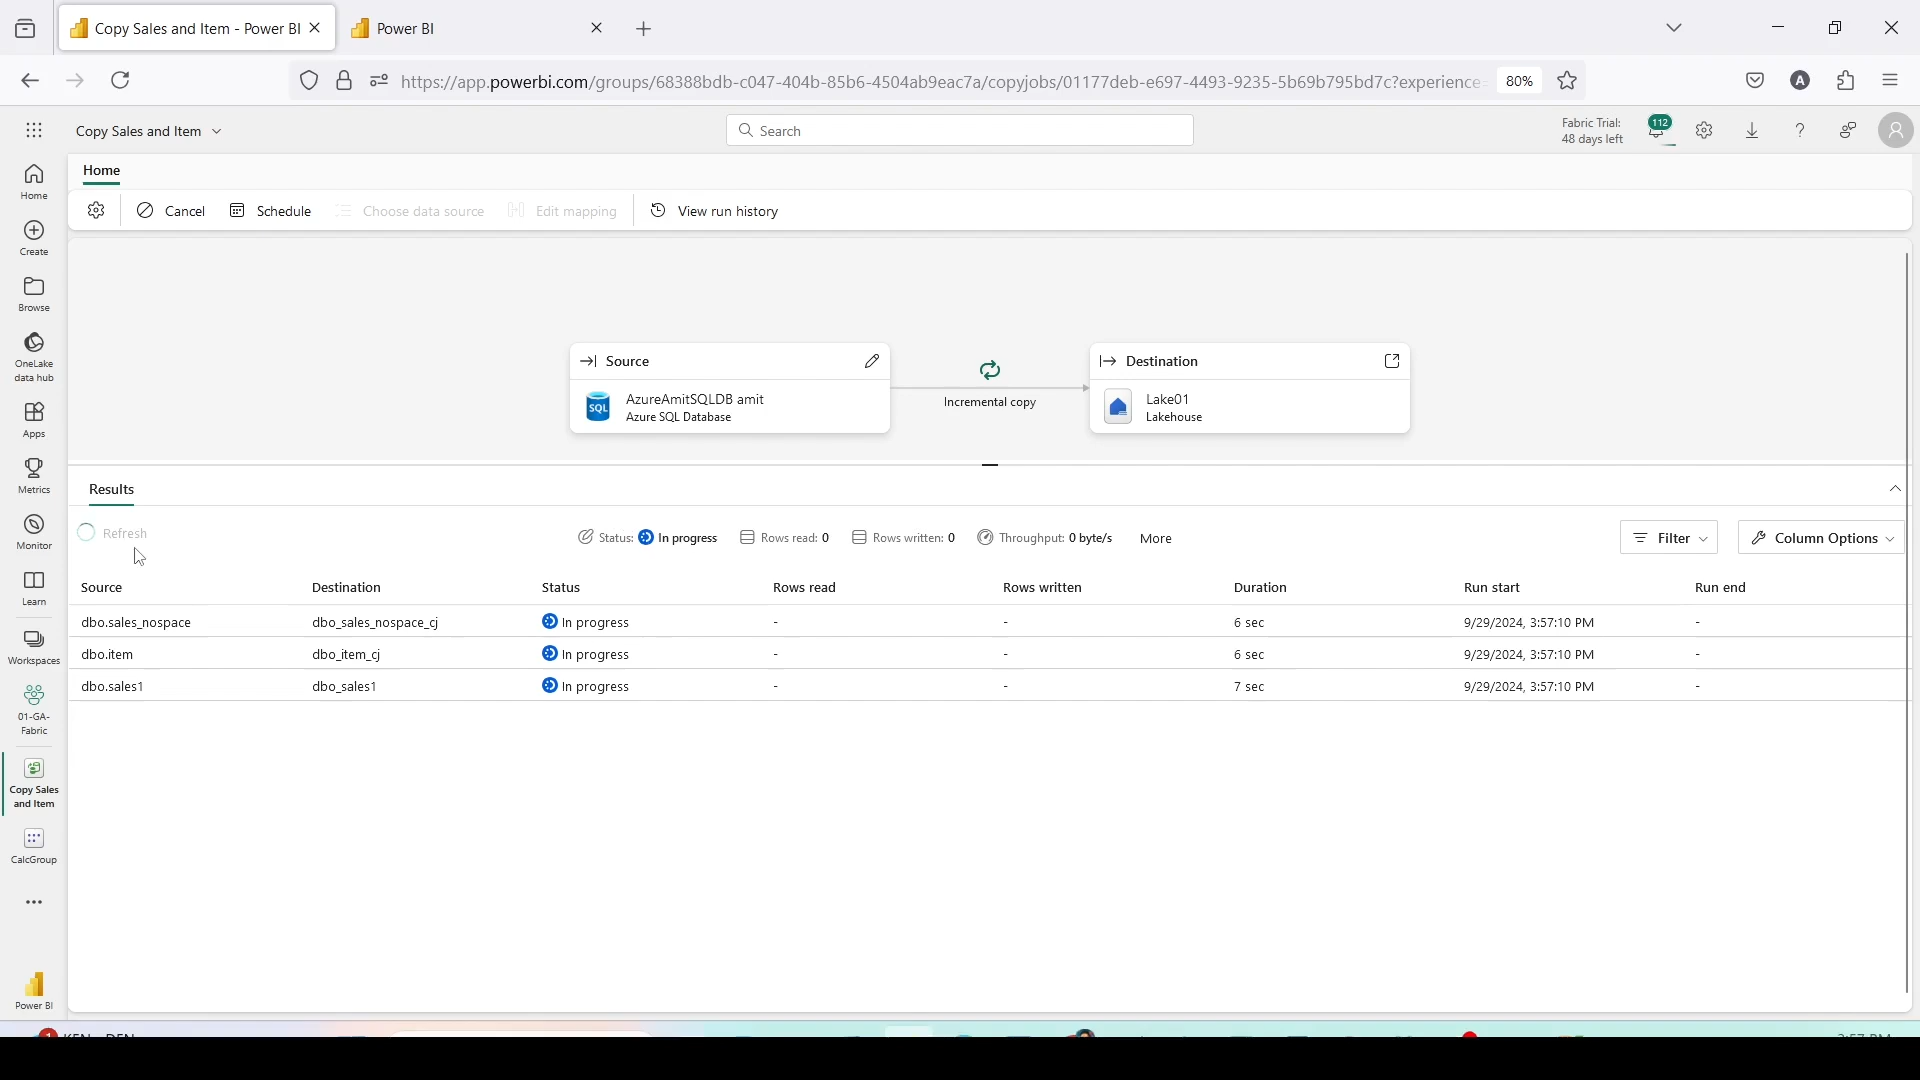 Copy Sales and Item - Power BI
Power BI
https://app.powerbi.com/groups/68388bdb-c047-404b-85b6-4504ab9eac7a/copyjobs/01177deb-e697-4493-9235-5b69b795bd7c?experience
80%
A
Copy Sales and Item
Search
Fabric Trial:
48 days left
112
?
Home
Home
Create
Browse
OneLake
data hub
Apps
Metrics
Monitor
Learn
Workspaces
01-GA-
Fabric
Copy Sales
and Item
CalcGroup
Power BI
Cancel
Schedule
Choose data source
Edit mapping
View run history
Source
SQL
AzureAmitSQLDB amit
Azure SQL Database
Incremental copy
Destination
Lake01
Lakehouse
Results
Refresh
Status: In progress
Rows read: 0
Rows written: 0
Throughput: 0 byte/s
More
Filter
Column Options
Source Destination Status Rows read Rows written Duration Run start Run end
dbo.sales_nospace dbo_sales_nospace_cj In progress - - 6 sec 9/29/2024, 3:57:10 PM -
dbo.item dbo_item_cj In progress - - 6 sec 9/29/2024, 3:57:10 PM -
dbo.sales1 dbo_sales1 In progress - - 7 sec 9/29/2024, 3:57:10 PM -